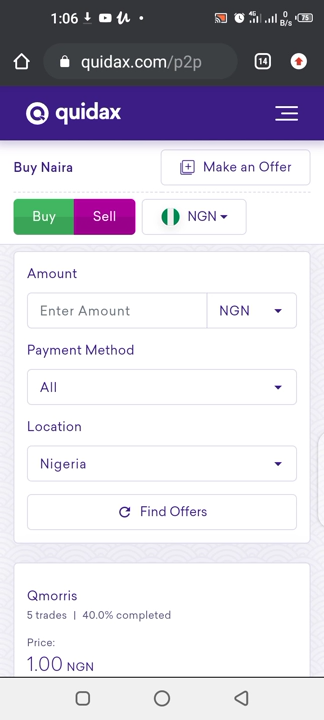 1:06
4G
0
B/s
75
quidax.com/p2p
14
quidax
Buy Naira
Make an Offer
Buy
Sell
NGN
Amount
Enter Amount
NGN
Payment Method
All
Location
Nigeria
Find Offers
Qmorris
5 trades | 40.0% completed
Price:
1.00 NGN